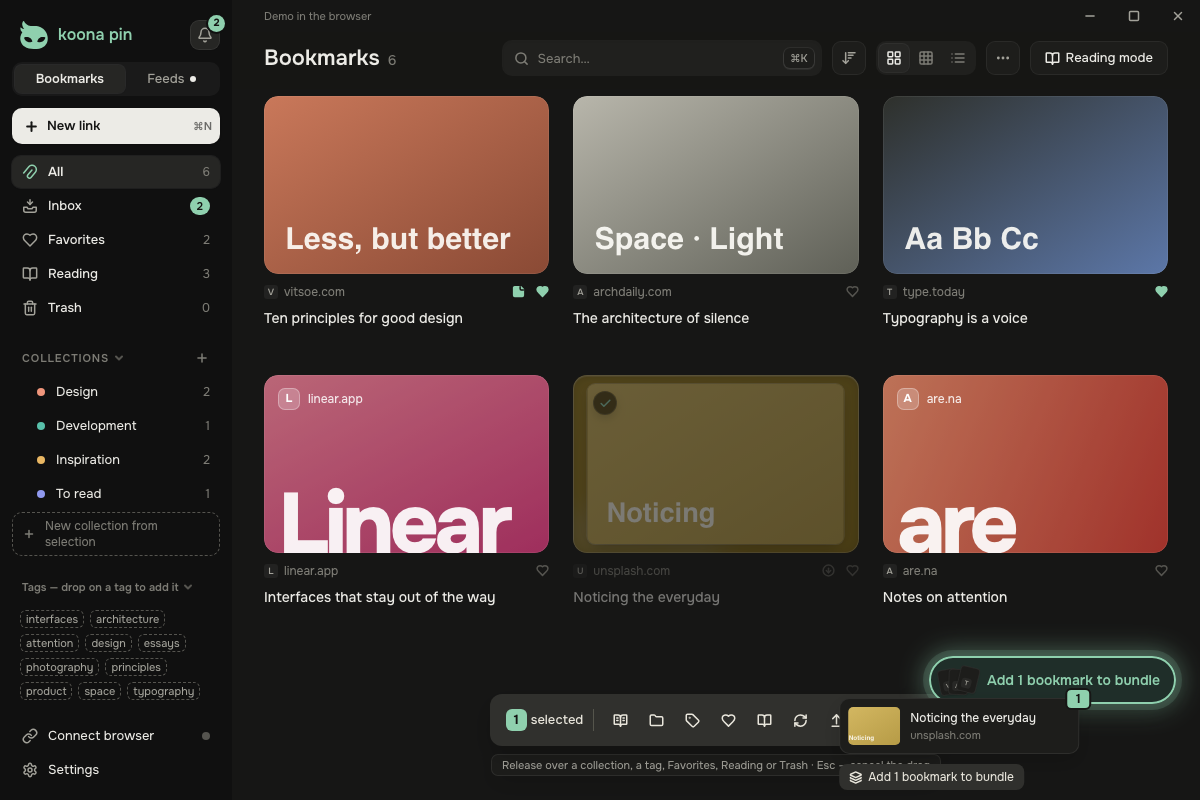 Demo in the browser
koona pin
2
Bookmarks
Feeds
New link
⌘N
All 6
Inbox 2
Favorites 2
Reading 3
Trash 0
COLLECTIONS
Design 2
Development 1
Inspiration 2
To read 1
New collection from
selection
Tags — drop on a tag to add it
interfaces architecture
attention design essays
photography principles
product space typography
Connect browser
Settings
Bookmarks 6
Search...
⌘K
Reading mode
Less, but better
V vitsoe.com
Ten principles for good design
Space · Light
A archdaily.com
The architecture of silence
Aa Bb Cc
T type.today
Typography is a voice
L linear.app
Linear
L linear.app
Interfaces that stay out of the way
Noticing
U unsplash.com
Noticing the everyday
A are.na
are
A are.na
Notes on attention
Add 1 bookmark to bundle
1
1 selected
Noticing
Noticing the everyday
unsplash.com
Release over a collection, a tag, Favorites, Reading or Trash · Esc — cancel the drag
Add 1 bookmark to bundle